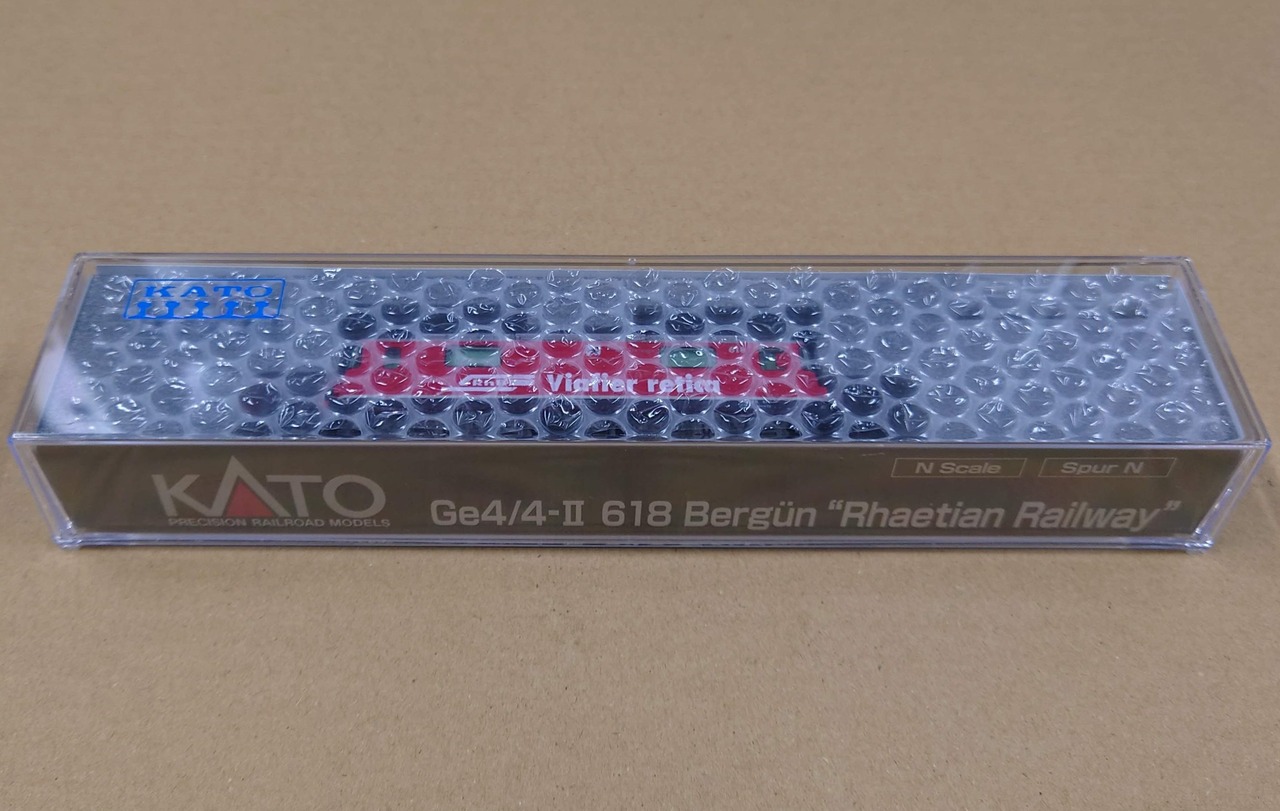 KATO
Viafier retica
KATO
PRECISION RAILROAD MODELS
N Scale
Spur N
Ge4/4-II 618 Bergün “Rhaetian Railway”